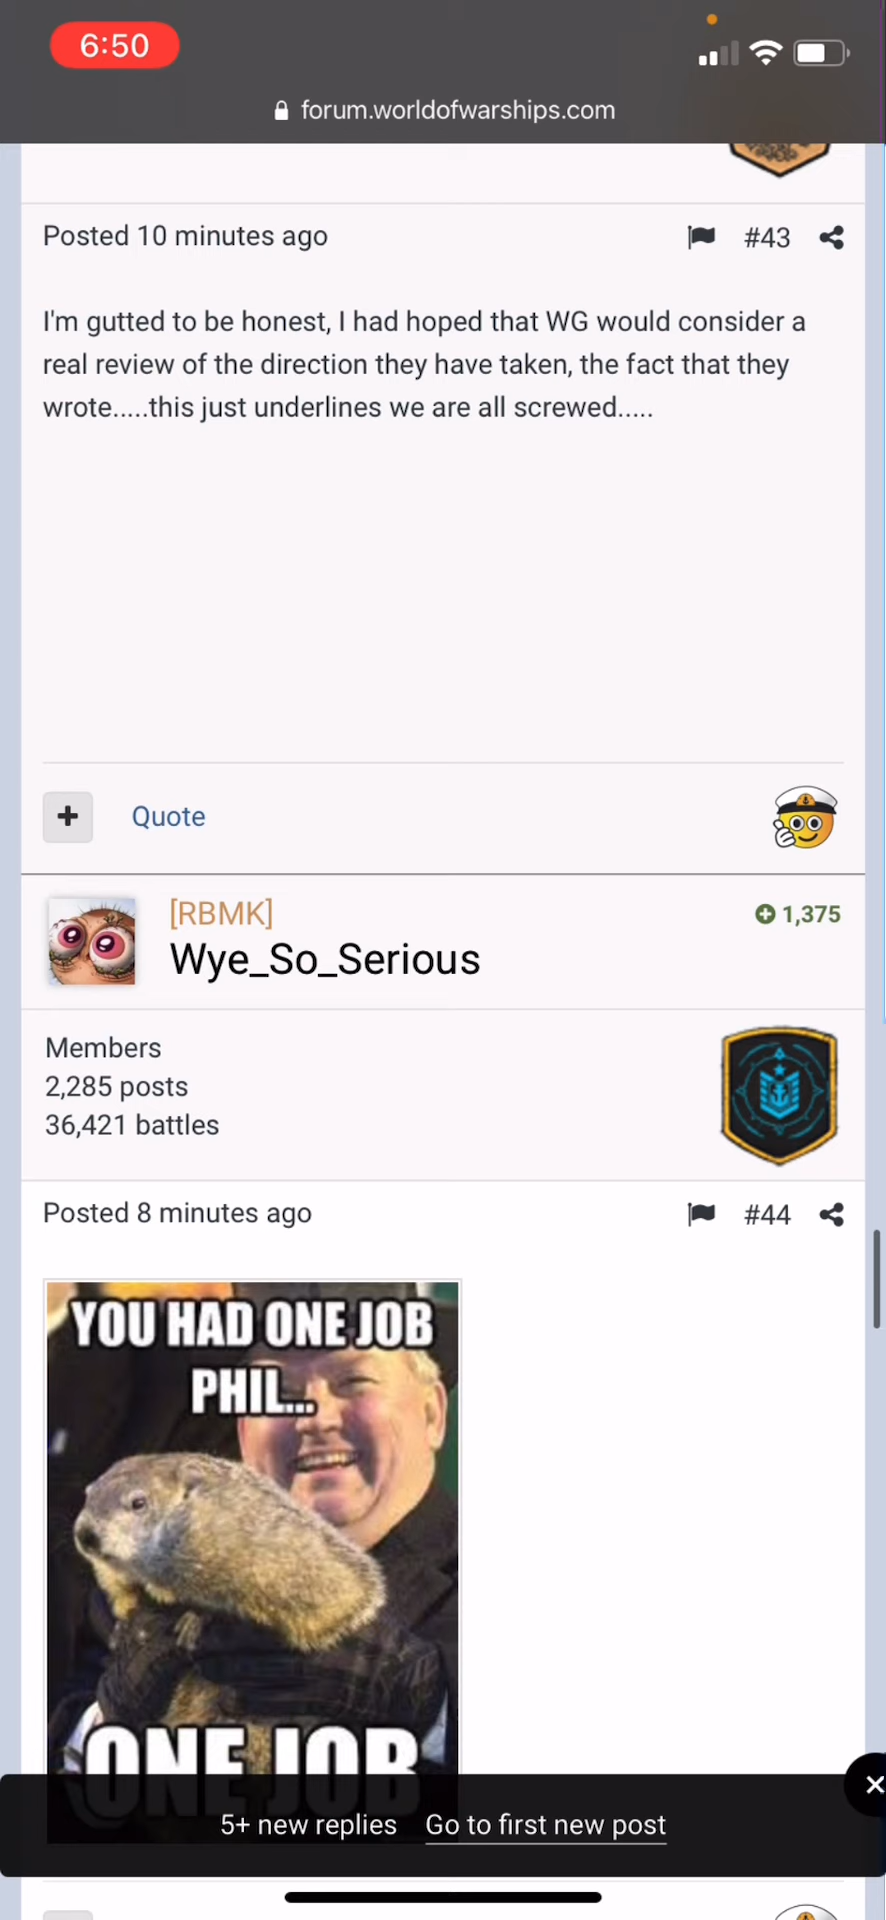 6:50
forum.worldofwarships.com
Posted 10 minutes ago
#43
I'm gutted to be honest, I had hoped that WG would consider a
real review of the direction they have taken, the fact that they
wrote.....this just underlines we are all screwed.....
+ Quote
[RBMK]
1,375
Wye_So_Serious
Members
2,285 posts
36,421 battles
Posted 8 minutes ago
#44
YOU HAD ONE JOB
PHIL...
ONE JOB
5+ new replies Go to first new post